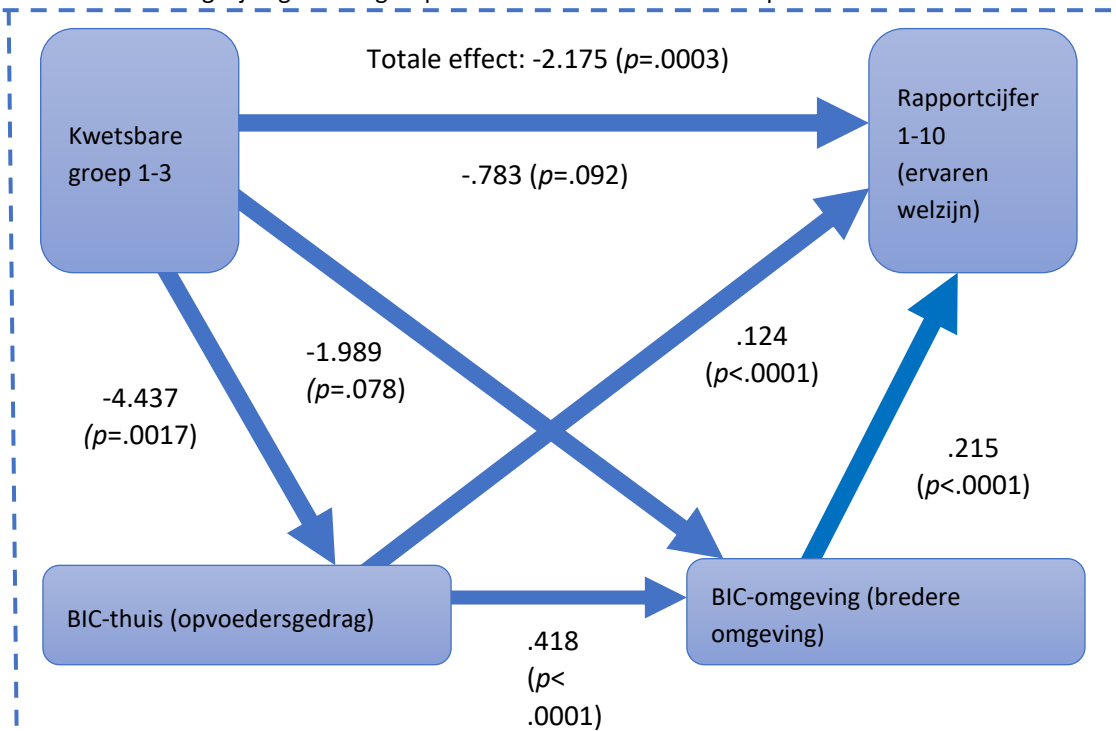 Totale effect: -2.175 (p=.0003)
Kwetsbare
groep 1-3
Rapportcijfer
1-10
(ervaren
welzijn)
-.783 (p=.092)
-1.989
(p=.078)
.124
(p<.0001)
-4.437
(p=.0017)
.215
(p<.0001)
BIC-thuis (opvoedersgedrag)
BIC-omgeving (bredere
omgeving)
.418
(p<
.0001)